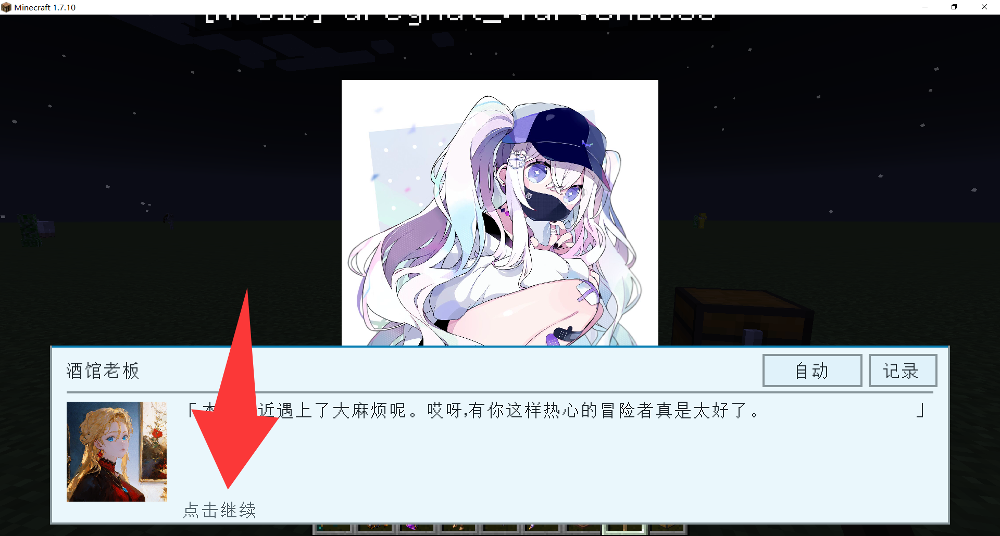 Minecraft 1.7.10
酒馆老板
自动
记录
「 近遇上了大麻烦呢。哎呀,有你这样热心的冒险者真是太好了。 」
点击继续